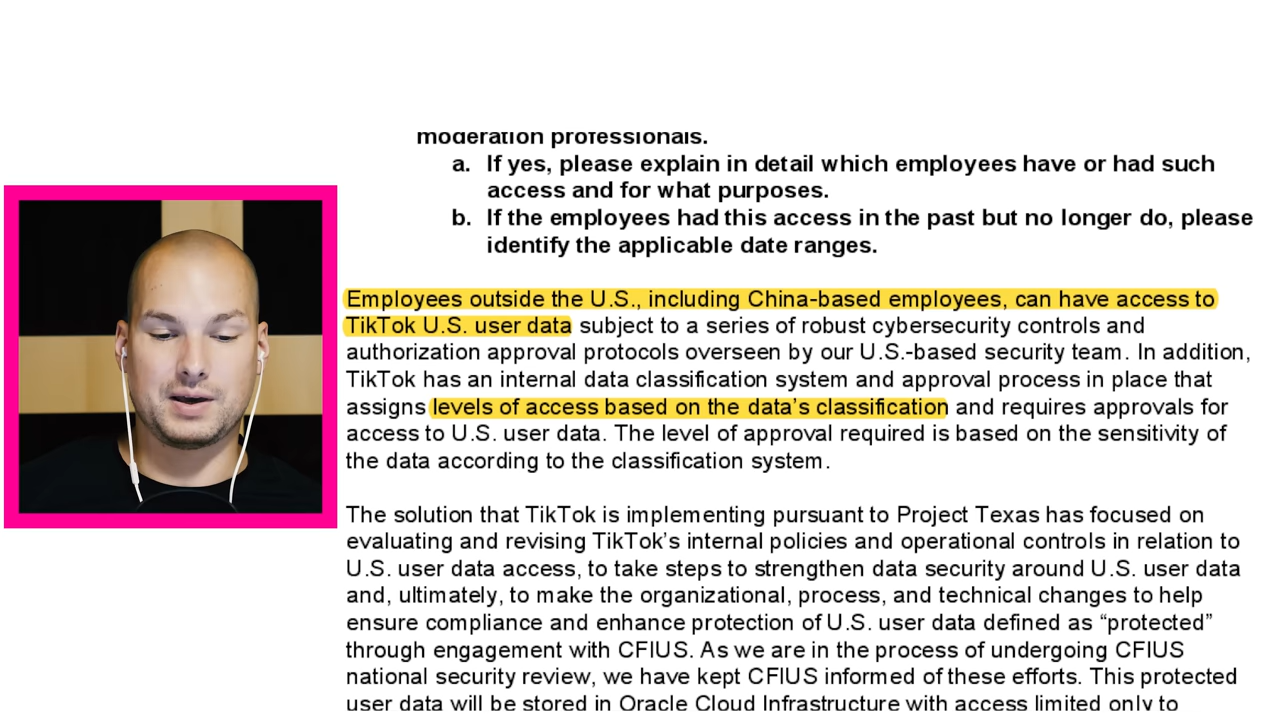 moderation professionals.
a. If yes, please explain in detail which employees have or had such
access and for what purposes.
b. If the employees had this access in the past but no longer do, please
identify the applicable date ranges.
Employees outside the U.S., including China-based employees, can have access to
TikTok U.S. user data subject to a series of robust cybersecurity controls and
authorization approval protocols overseen by our U.S.-based security team. In addition,
TikTok has an internal data classification system and approval process in place that
assigns levels of access based on the data's classification and requires approvals for
access to U.S. user data. The level of approval required is based on the sensitivity of
the data according to the classification system.
The solution that TikTok is implementing pursuant to Project Texas has focused on
evaluating and revising TikTok's internal policies and operational controls in relation to
U.S. user data access, to take steps to strengthen data security around U.S. user data
and, ultimately, to make the organizational, process, and technical changes to help
ensure compliance and enhance protection of U.S. user data defined as “protected”
through engagement with CFIUS. As we are in the process of undergoing CFIUS
national security review, we have kept CFIUS informed of these efforts. This protected
user data will be stored in Oracle Cloud Infrastructure with access limited only to